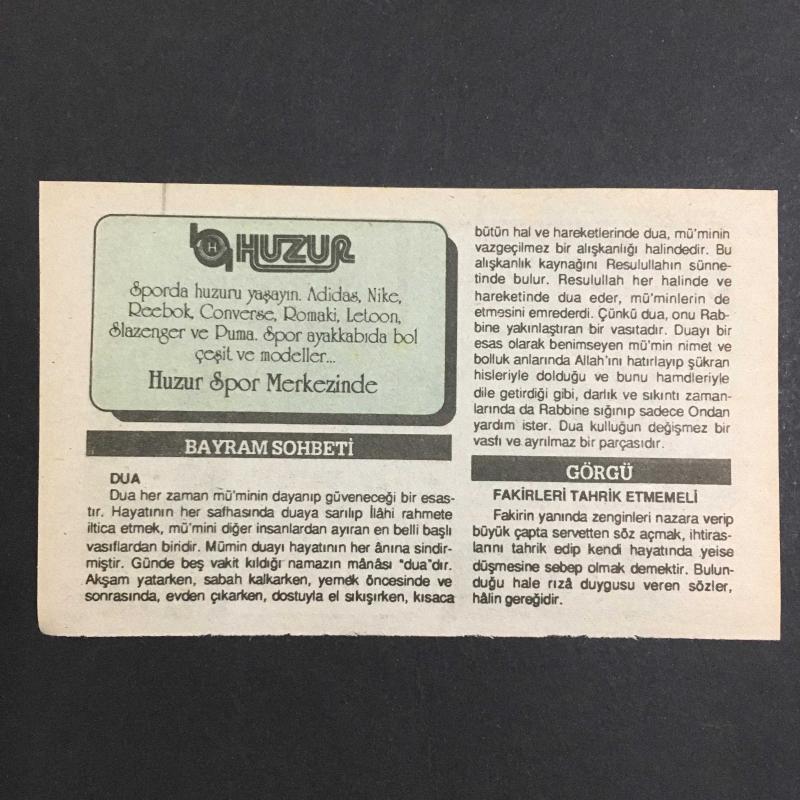 H
HUZUR
Sporda huzuru yaşayın. Adidas, Nike,
Reebok, Converse, Romaki, Letoon,
Slazenger ve Puma. Spor ayakkabıda bol
çeşit ve modeller...
Huzur Spor Merkezinde
BAYRAM SOHBETİ
DUA
Dua her zaman mü'minin dayanıp güveneceği bir esas-
tır. Hayatının her safhasında duaya sarılıp İlâhi rahmete
iltica etmek, mü'mini diğer insanlardan ayıran en belli başlı
vasıflardan biridir. Mümin duayı hayatının her ânına sindir-
miştir. Günde beş vakit kıldığı namazın mânâsı "dua"dır.
Akşam yatarken, sabah kalkarken, yemek öncesinde ve
sonrasında, evden çıkarken, dostuyla el sıkışırken, kısaca
bütün hal ve hareketlerinde dua, mü'minin
vazgeçilmez bir alışkanlığı halindedir. Bu
alışkanlık kaynağını Resulullahın sünne-
tinde bulur. Resulullah her halinde ve
hareketinde dua eder, mü'minlerin de
etmesini emrederdi. Çünkü dua, onu Rab-
bine yakınlaştıran bir vasıtadır. Duayı bir
esas olarak benimseyen mü'min nimet ve
bolluk anlarında Allah'ını hatırlayıp şükran
hisleriyle dolduğu ve bunu hamdleriyle
dile getirdiği gibi, darlık ve sıkıntı zaman-
larında da Rabbine sığınıp sadece Ondan
yardım ister. Dua kulluğun değişmez bir
vasfı ve ayrılmaz bir parçasıdır.
GÖRGÜ
FAKİRLERİ TAHRİK ETMEMELİ
Fakirin yanında zenginleri nazara verip
büyük çapta servetten söz açmak, ihtiras-
larını tahrik edip kendi hayatında yeise
düşmesine sebep olmak demektir. Bulun-
duğu hale rızâ duygusu veren sözler,
hâlin gereğidir.